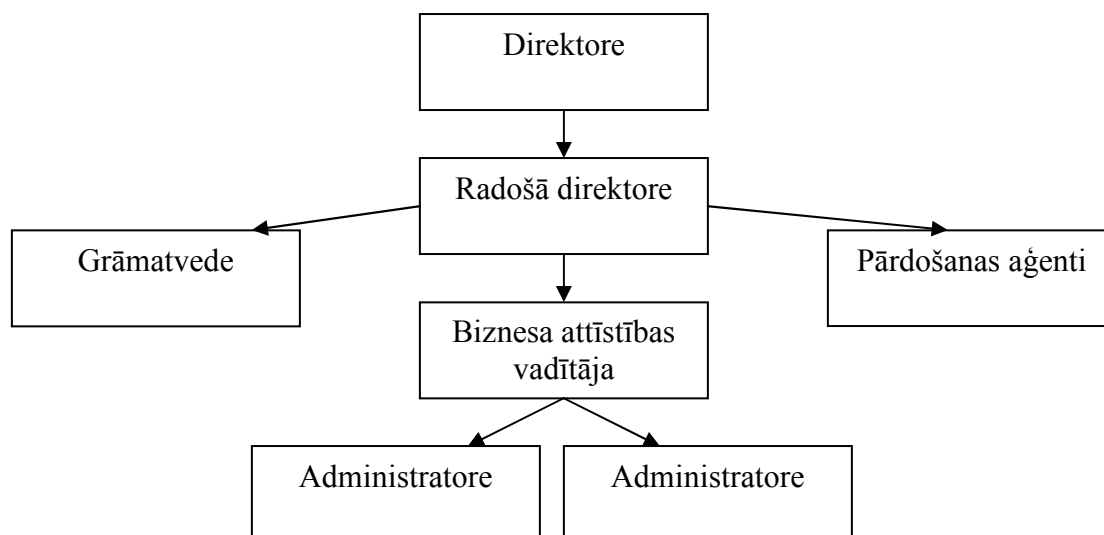 Direktore
Radošā direktore
Grāmatvede
Pārdošanas aģenti
Biznesa attīstības
vadītāja
Administratore
Administratore